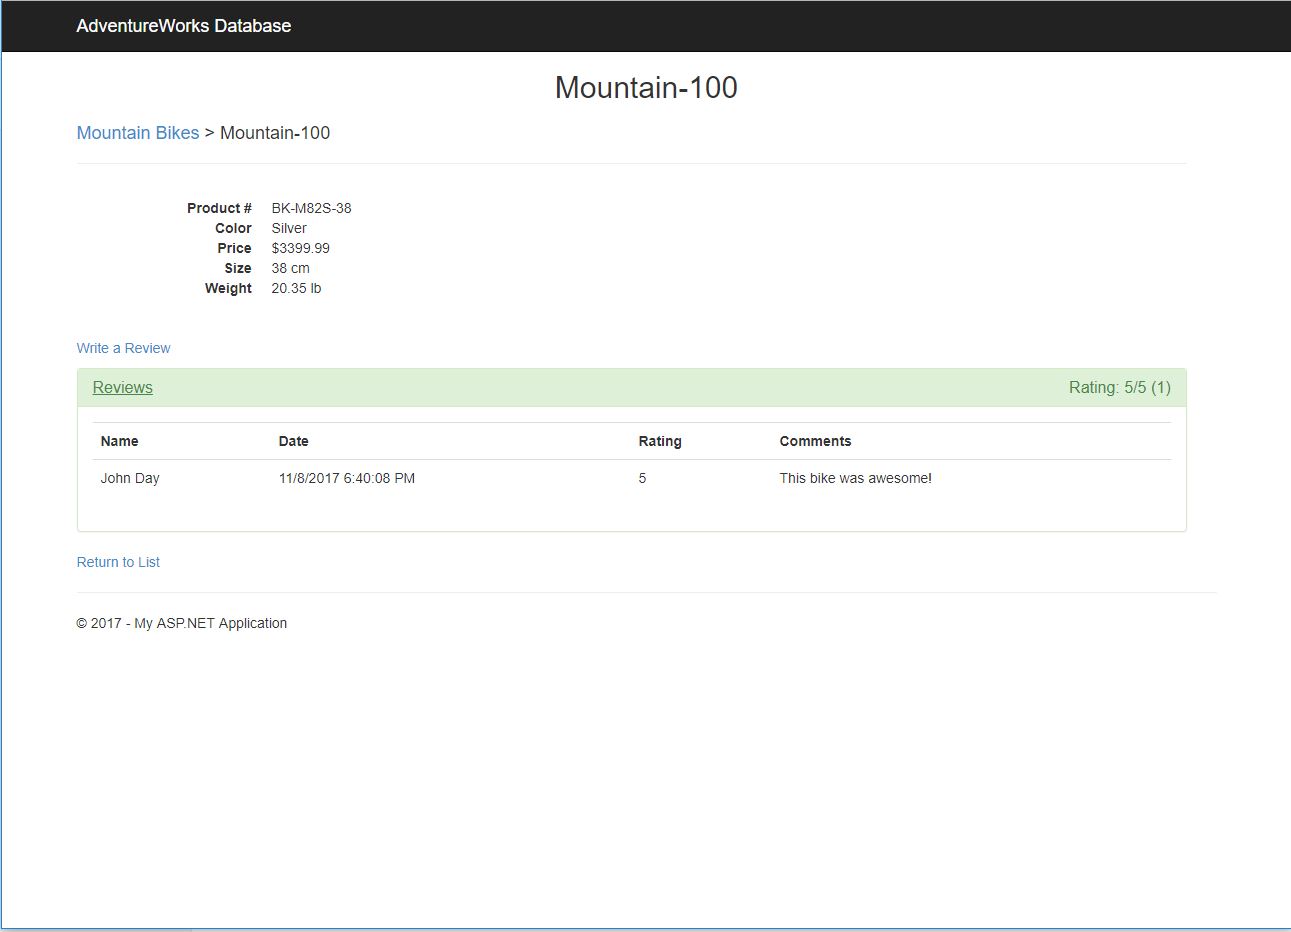 AdventureWorks Database
Mountain-100
Mountain Bikes > Mountain-100
Product # BK-M82S-38
Color Silver
Price $3399.99
Size 38 cm
Weight 20.35 lb
Write a Review
Reviews Rating: 5/5 (1)
Name Date Rating Comments
John Day 11/8/2017 6:40:08 PM 5 This bike was awesome!
Return to List
© 2017 - My ASP.NET Application